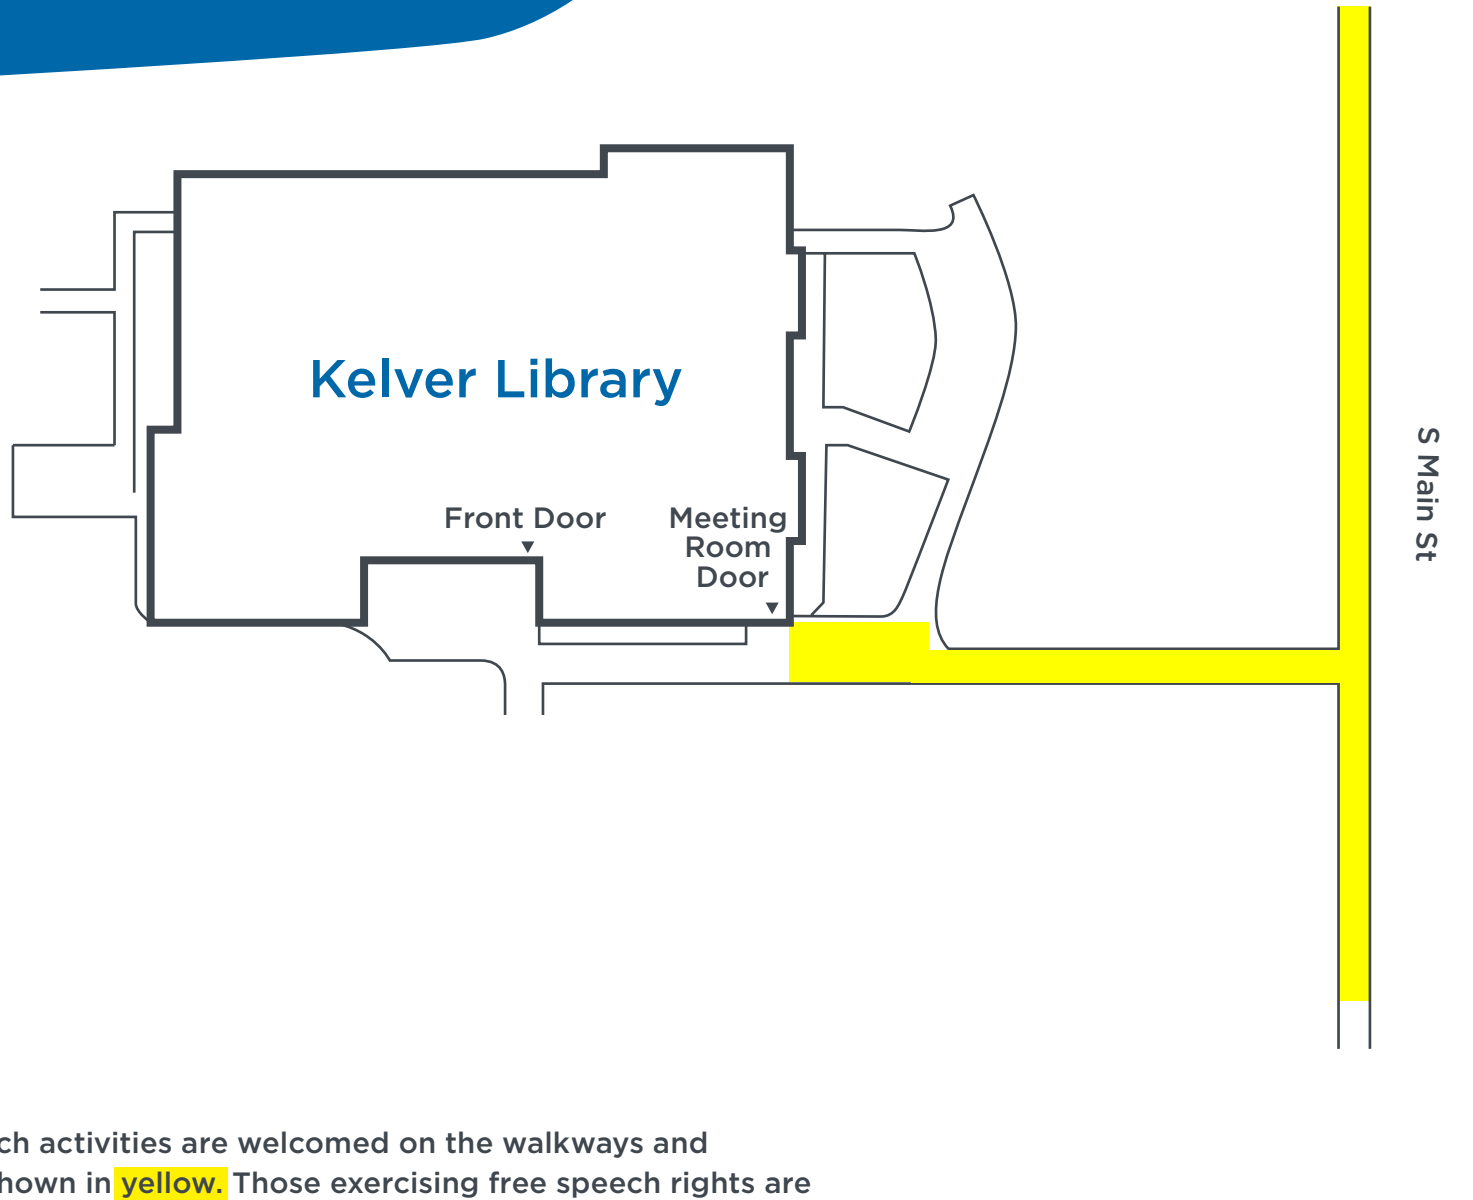 Kelver Library
Front Door
Meeting
Room
Door
S Main St
ch activities are welcomed on the walkways and
hown in yellow. Those exercising free speech rights are